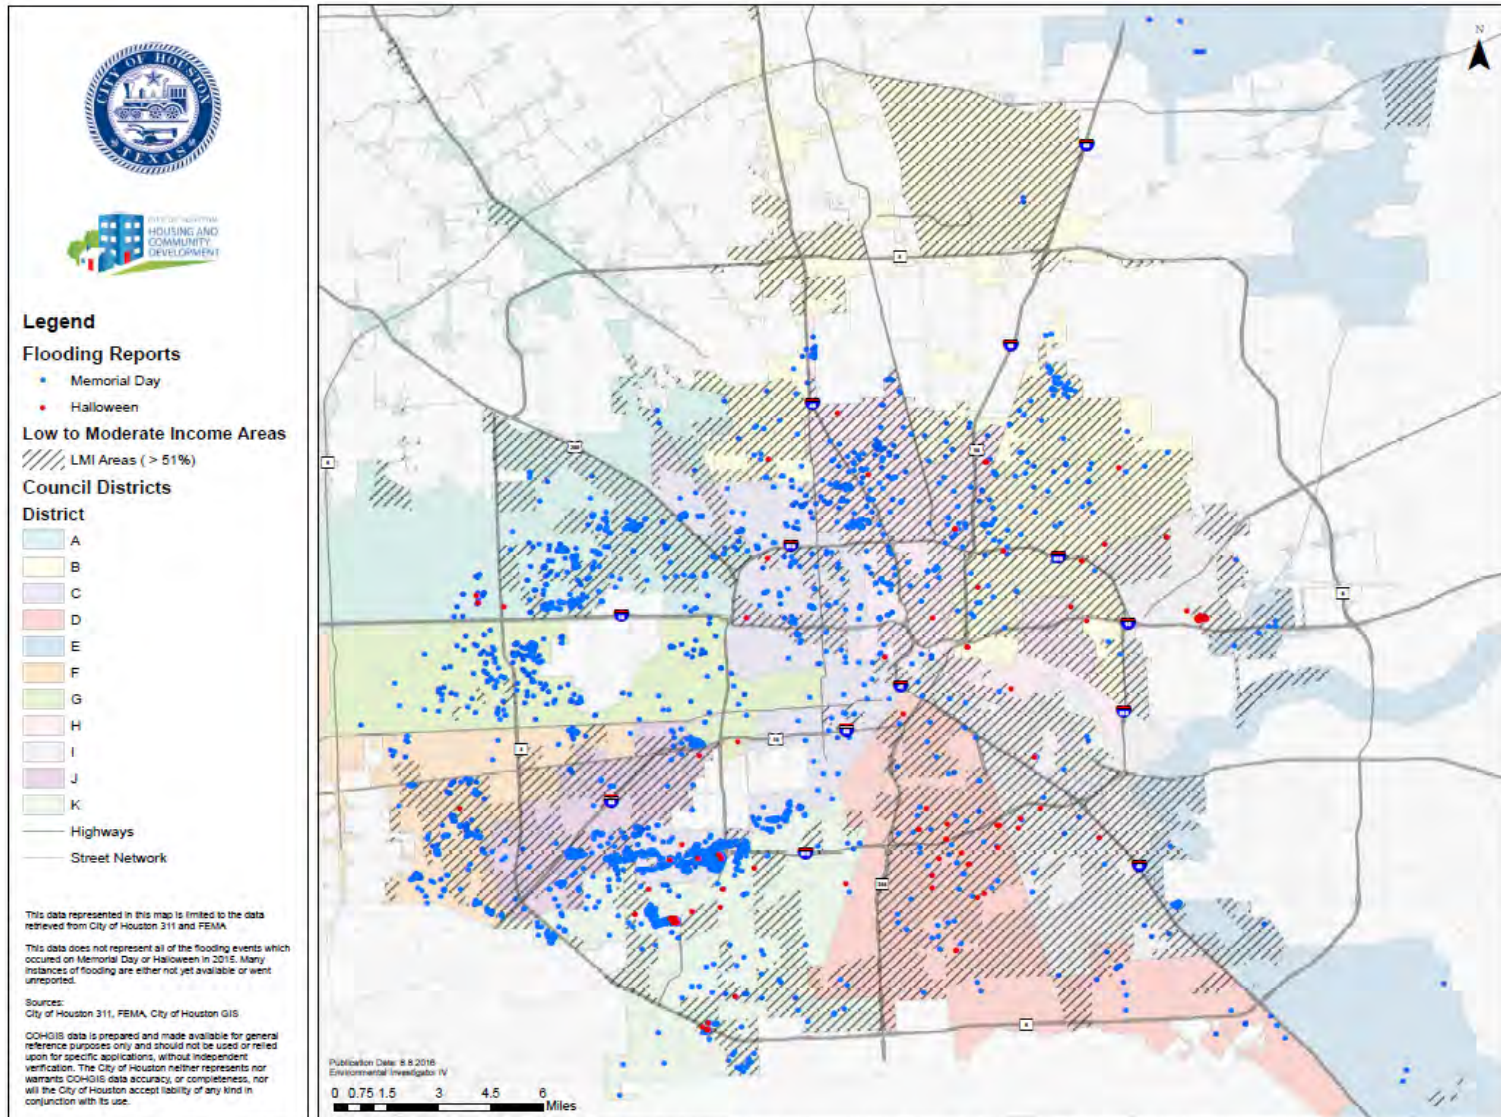 CITY OF HOUSTON
TEXAS
CITY OF HOUSTON
HOUSING AND
COMMUNITY
DEVELOPMENT
Legend
Flooding Reports
Memorial Day
Halloween
Low to Moderate Income Areas
LMI Areas ( > 51%)
Council Districts
District
A
B
C
D
E
F
G
H
I
J
K
Highways
Street Network
This data represented in this map is limited to the data
retrieved from City of Houston 311 and FEMA
This data does not represent all of the flooding events which
occured on Memorial Day or Halloween in 2015. Many
instances of flooding are either not yet available or went
unreported.
Sources:
City of Houston 311, FEMA, City of Houston GIS
COHGIS data is prepared and made available for general
reference purposes only and should not be used or relied
upon for specific applications, without independent
verification. The City of Houston neither represents nor
warrants COHGIS data accuracy, or completeness, nor
will the City of Houston accept liability of any kind in
conjunction with its use.
N
Publication Date: 8.8.2016
Environmental Investigator IV
0 0.75 1.5 3 4.5 6
Miles